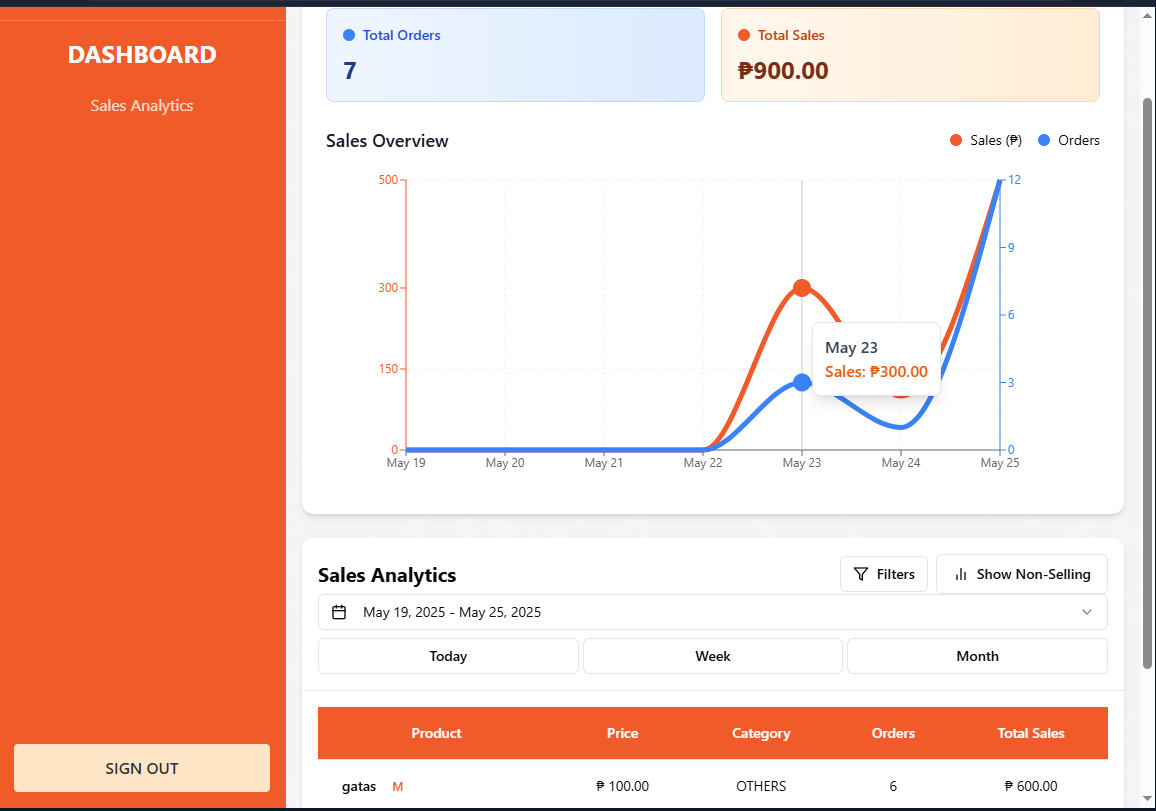 DASHBOARD
Sales Analytics
SIGN OUT
Total Orders
7
Total Sales
₱900.00
Sales Overview
Sales (₱) Orders
500
300
150
0
12
9
6
3
0
May 23
Sales: ₱300.00
May 19 May 20 May 21 May 22 May 23 May 24 May 25
Sales Analytics
Filters
Show Non-Selling
May 19, 2025 - May 25, 2025
Today Week Month
Product Price Category Orders Total Sales
gatas M ₱ 100.00 OTHERS 6 ₱ 600.00